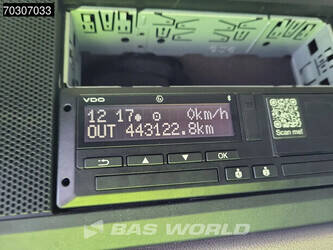 70307033
VDO
12 17 0km/h
OUT 443122.8km
OK
Scan me!
BAS WORLD